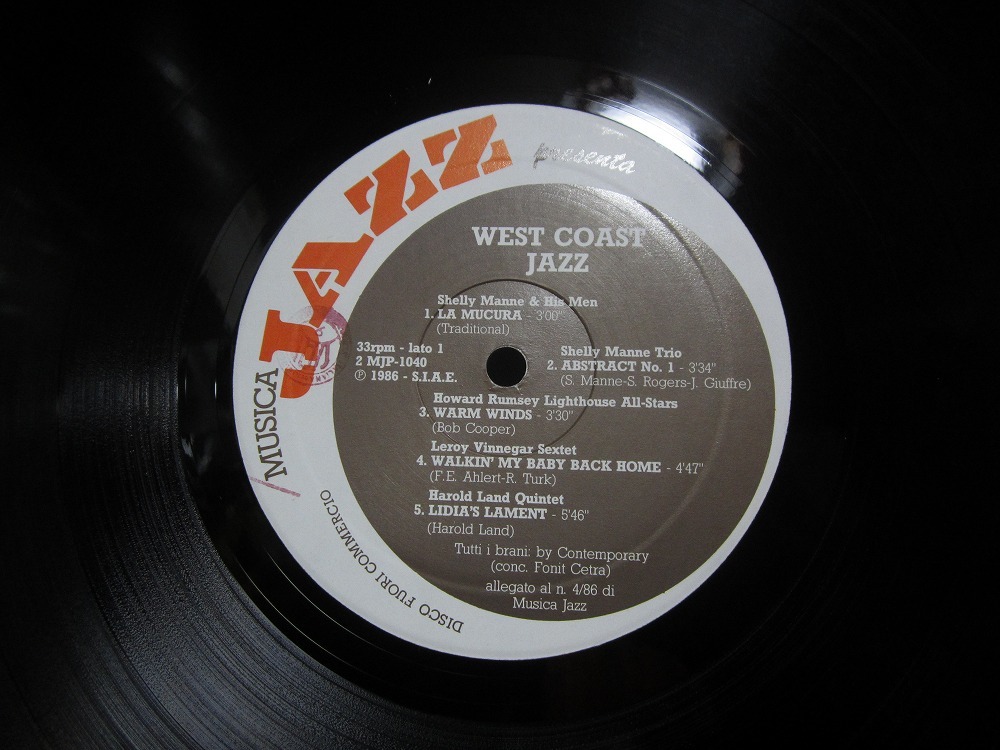 MUSICA JAZZ presenta
WEST COAST
JAZZ
Shelly Manne & His Men
1. LA MUCURA - 3'00"
(Traditional)
33rpm - lato 1
2 MJP-1040
Ⓟ 1986 - S.I.A.E.
Shelly Manne Trio
2. ABSTRACT No. 1 - 3'34"
(S. Manne-S. Rogers-J. Giuffre)
Howard Rumsey Lighthouse All-Stars
3. WARM WINDS - 3'30"
(Bob Cooper)
Leroy Vinnegar Sextet
4. WALKIN' MY BABY BACK HOME - 4'47"
(F.E. Ahlert-R. Turk)
Harold Land Quintet
5. LIDIA'S LAMENT - 5'46"
(Harold Land)
Tutti i brani: by Contemporary
(conc. Fonit Cetra)
allegato al n. 4/86 di
Musica Jazz
DISCO FUORI COMMERCIO